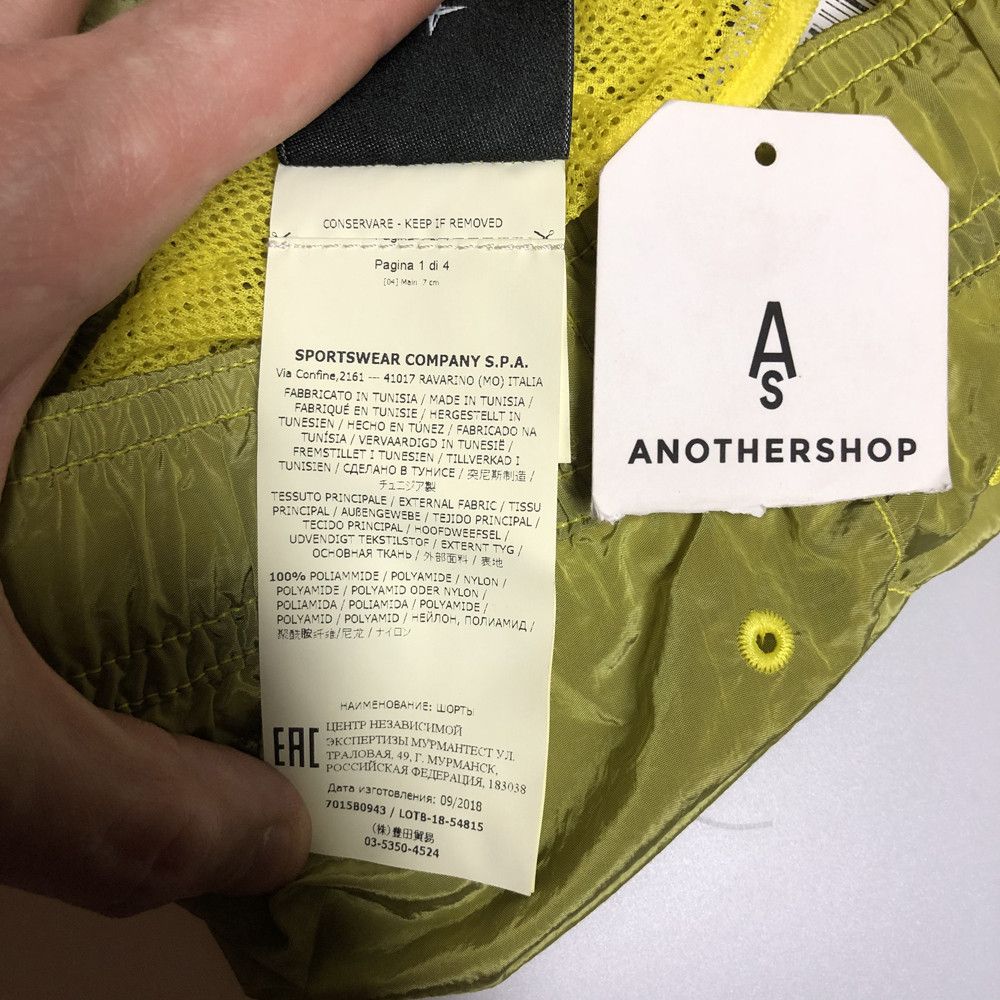 CONSERVARE - KEEP IF REMOVED
Pagina 1 di 4
[04] Main 7 cm
SPORTSWEAR COMPANY S.P.A.
Via Confine,2161 --- 41017 RAVARINO (MO) ITALIA
FABBRICATO IN TUNISIA / MADE IN TUNISIA /
FABRIQUÉ EN TUNISIE / HERGESTELLT IN
TUNESIEN / HECHO EN TÚNEZ / FABRICADO NA
TUNÍSIA / VERVAARDIGD IN TUNESIË /
FREMSTILLET I TUNESIEN / TILLVERKAD I
TUNISIEN / СДЕЛАНО В ТУНИСЕ / 突尼斯制造 /
チュニジア製
TESSUTO PRINCIPALE / EXTERNAL FABRIC / TISSU
PRINCIPAL / AUßENGEWEBE / TEJIDO PRINCIPAL /
TECIDO PRINCIPAL / HOOFDWEEFSEL /
UDVENDIGT TEKSTILSTOF / EXTERNT TYG /
ОСНОВНАЯ ТКАНЬ / 外部面料 / 表地
100% POLIAMMIDE / POLYAMIDE / NYLON /
POLYAMIDE / POLYAMID ODER NYLON /
POLIAMIDA / POLIAMIDA / POLYAMIDE /
POLYAMID / POLYAMID / НЕЙЛОН, ПОЛИАМИД /
聚酰胺纤维/尼龙 / ナイロン
НАИМЕНОВАНИЕ: ШОРТЫ
EAC
ЦЕНТР НЕЗАВИСИМОЙ
ЭКСПЕРТИЗЫ МУРМАНТЕСТ УЛ.
ТРАЛОВАЯ, 49, Г. МУРМАНСК,
РОССИЙСКАЯ ФЕДЕРАЦИЯ, 183038
Дата изготовления: 09/2018
701580943 / LOTB-18-54815
(株)豊田貿易
03-5350-4524
AS
ANOTHERSHOP